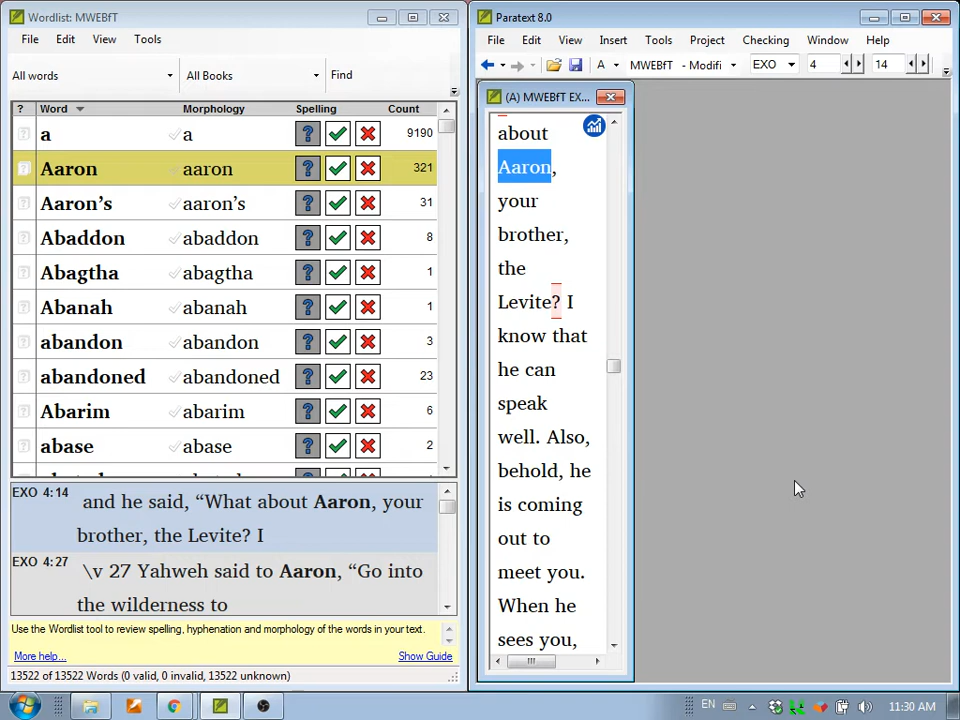 Wordlist: MWEBfT
File Edit View Tools
All words All Books Find
? Word Morphology Spelling Count
a a 9190
Aaron aaron 321
Aaron’s aaron’s 31
Abaddon abaddon 8
Abagtha abagtha 1
Abanah abanah 1
abandon abandon 3
abandoned abandoned 23
Abarim abarim 6
abase abase 2
EXO 4:14 and he said, “What about Aaron, your
brother, the Levite? I
EXO 4:27 \v 27 Yahweh said to Aaron, “Go into
the wilderness to
Use the Wordlist tool to review spelling, hyphenation and morphology of the words in your text.
More help... Show Guide
13522 of 13522 Words (0 valid, 0 invalid, 13522 unknown)
Paratext 8.0
File Edit View Insert Tools Project Checking Window Help
A MWEBfT - Modifi EXO 4 14
(A) MWEBfT EX...
about
Aaron,
your
brother,
the
Levite? I
know that
he can
speak
well. Also,
behold, he
is coming
out to
meet you.
When he
sees you,
EN 11:30 AM